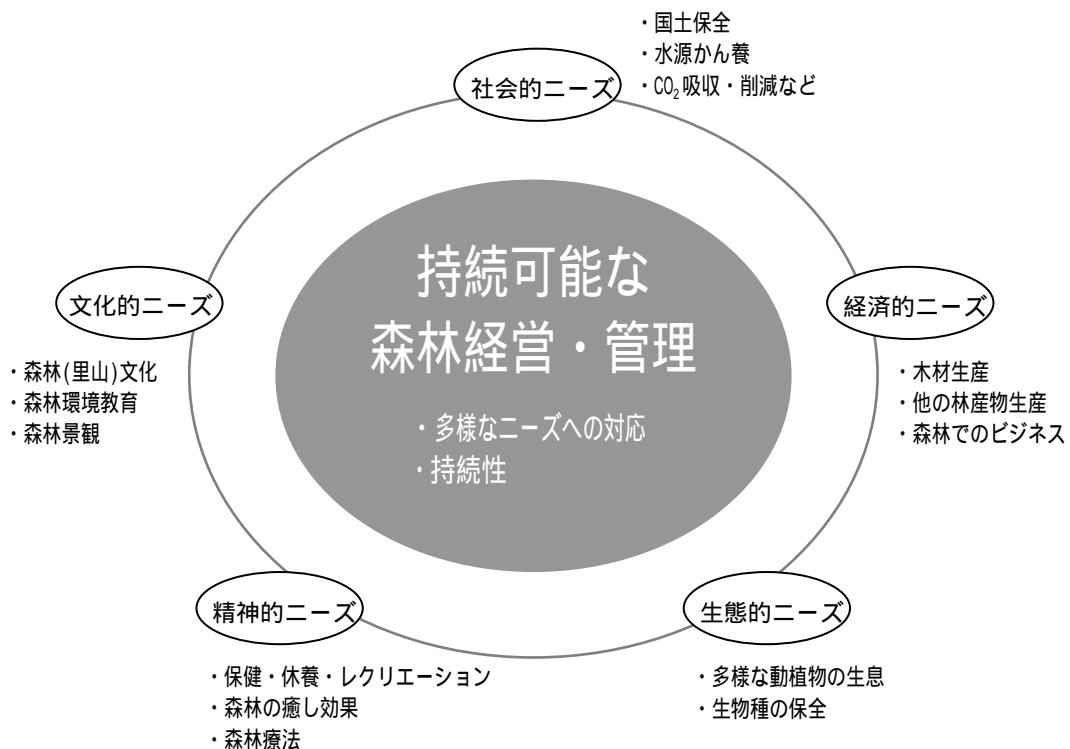 ・国土保全
・水源かん養
・CO₂吸収・削減など
社会的ニーズ
持続可能な
森林経営・管理
・多様なニーズへの対応
・持続性
文化的ニーズ
・森林(里山)文化
・森林環境教育
・森林景観
経済的ニーズ
・木材生産
・他の林産物生産
・森林でのビジネス
精神的ニーズ
・保健・休養・レクリエーション
・森林の癒し効果
・森林療法
生態的ニーズ
・多様な動植物の生息
・生物種の保全